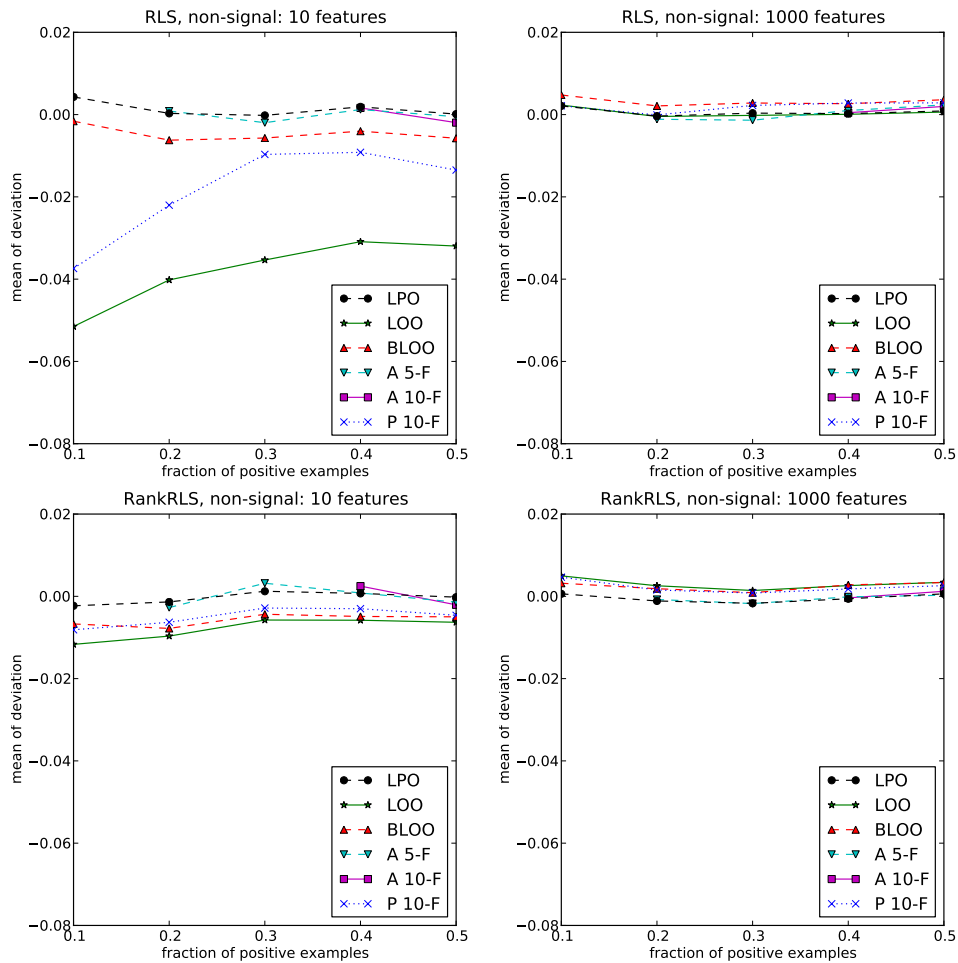 RLS, non-signal: 10 features
0.02
0.00
−0.02
−0.04
−0.06
−0.08
mean of deviation
0.1
0.2
0.3
0.4
0.5
fraction of positive examples
LPO
LOO
BLOO
A 5-F
A 10-F
P 10-F
RLS, non-signal: 1000 features
0.02
0.00
−0.02
−0.04
−0.06
−0.08
mean of deviation
0.1
0.2
0.3
0.4
0.5
fraction of positive examples
LPO
LOO
BLOO
A 5-F
A 10-F
P 10-F
RankRLS, non-signal: 10 features
0.02
0.00
−0.02
−0.04
−0.06
−0.08
mean of deviation
0.1
0.2
0.3
0.4
0.5
fraction of positive examples
LPO
LOO
BLOO
A 5-F
A 10-F
P 10-F
RankRLS, non-signal: 1000 features
0.02
0.00
−0.02
−0.04
−0.06
−0.08
mean of deviation
0.1
0.2
0.3
0.4
0.5
fraction of positive examples
LPO
LOO
BLOO
A 5-F
A 10-F
P 10-F